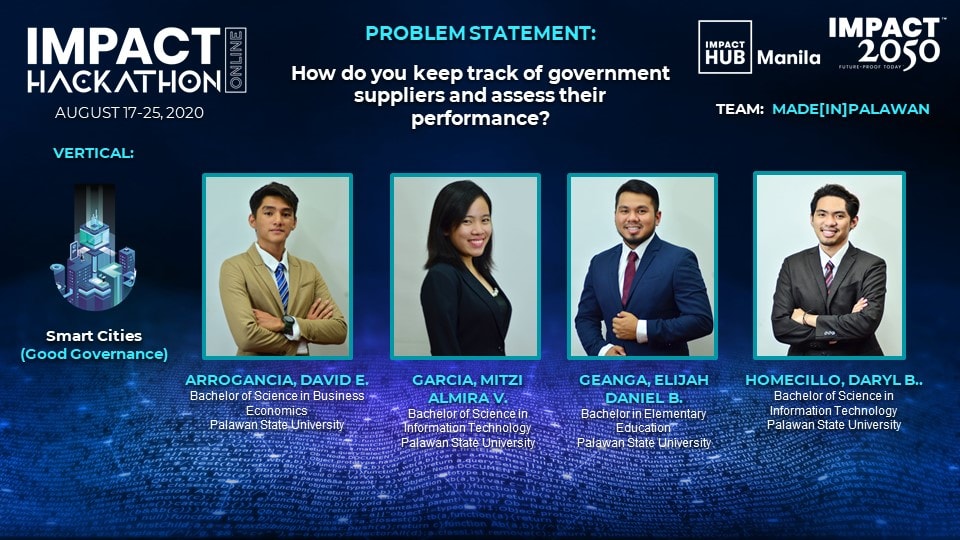 IMPACT
HACKATHON
ONLINE
AUGUST 17-25, 2020
PROBLEM STATEMENT:
How do you keep track of government
suppliers and assess their
performance?
IMPACT
HUB
Manila
IMPACT™
2050
FUTURE-PROOF TODAY
TEAM: MADE[IN]PALAWAN
VERTICAL:
Smart Cities
(Good Governance)
ARROGANCIA, DAVID E.
Bachelor of Science in Business
Economics
Palawan State University
GARCIA, MITZI
ALMIRA V.
Bachelor of Science in
Information Technology
Palawan State University
GEANGA, ELIJAH
DANIEL B.
Bachelor in Elementary
Education
Palawan State University
HOMECILLO, DARYL B..
Bachelor of Science in
Information Technology
Palawan State University